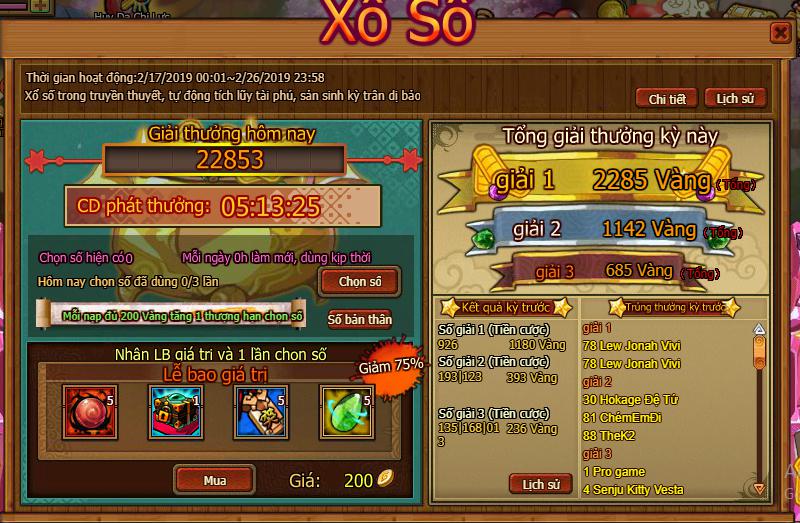 Huy Dạ Chi Lực
Xổ Số
Thời gian hoạt động:2/17/2019 00:01~2/26/2019 23:58
Xổ số trong truyền thuyết, tự động tích lũy tài phú, sản sinh kỳ trân dị bảo
Chi tiết
Lịch sử
Giải thưởng hôm nay
22853
CD phát thưởng: 05:13:25
Chọn số hiện có0
Mỗi ngày 0h làm mới, dùng kịp thời
Hôm nay chọn số đã dùng 0/3 lần
Chọn số
Mỗi nạp đủ 200 Vàng tăng 1 thương hạn chọn số
Số bản thân
Nhân LB giá trị và 1 lần chọn số
Giảm 75%
Lễ bao giá trị
5
1
5
5
Mua
Giá: 200
Tổng giải thưởng kỳ này
giải 1 2285 Vàng (Tổng)
giải 2 1142 Vàng (Tổng)
giải 3 685 Vàng (Tổng)
Kết quả kỳ trước
Số giải 1 (Tiền cược)
926 1180 Vàng
Số giải 2 (Tiền cược)
193|123 393 Vàng
Số giải 3 (Tiền cược)
135|168|01 236 Vàng
3
Lịch sử
Trúng thưởng kỳ trước
giải 1
78 Lew Jonah Vivi
78 Lew Jonah Vivi
giải 2
30 Hokage Đệ Tứ
81 ChêmEmĐi
88 TheK2
giải 3
1 Pro game
4 Senju Kitty Vesta